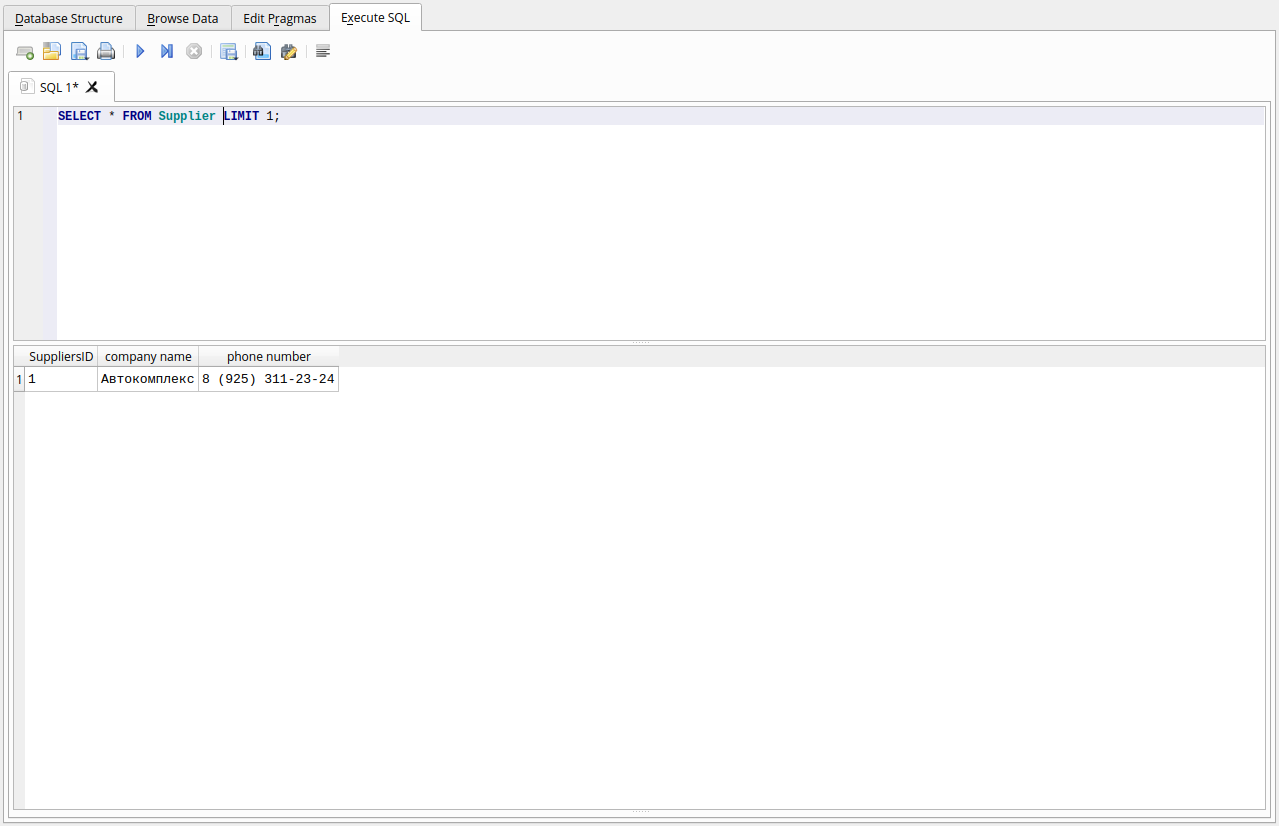 Database Structure Browse Data Edit Pragmas Execute SQL
SQL 1*
1 SELECT * FROM Supplier LIMIT 1;
SuppliersID company name phone number
1 1 Автокомплекс 8 (925) 311-23-24